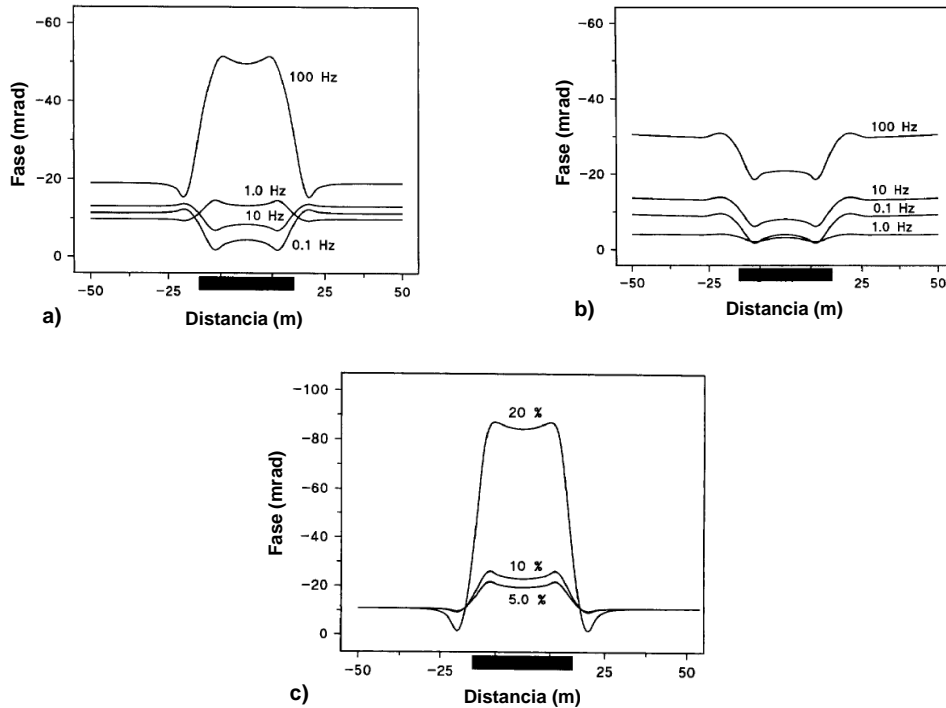 -60
-40
-20
0
Fase (mrad)
100 Hz
1.0 Hz
10 Hz
0.1 Hz
-50 -25 25 50
Distancia (m)
a)
-60
-40
-20
0
Fase (mrad)
100 Hz
10 Hz
0.1 Hz
1.0 Hz
-50 -25 25 50
Distancia (m)
b)
-100
-80
-60
-40
-20
0
Fase (mrad)
20 %
10 %
5.0 %
-50 -25 25 50
Distancia (m)
c)